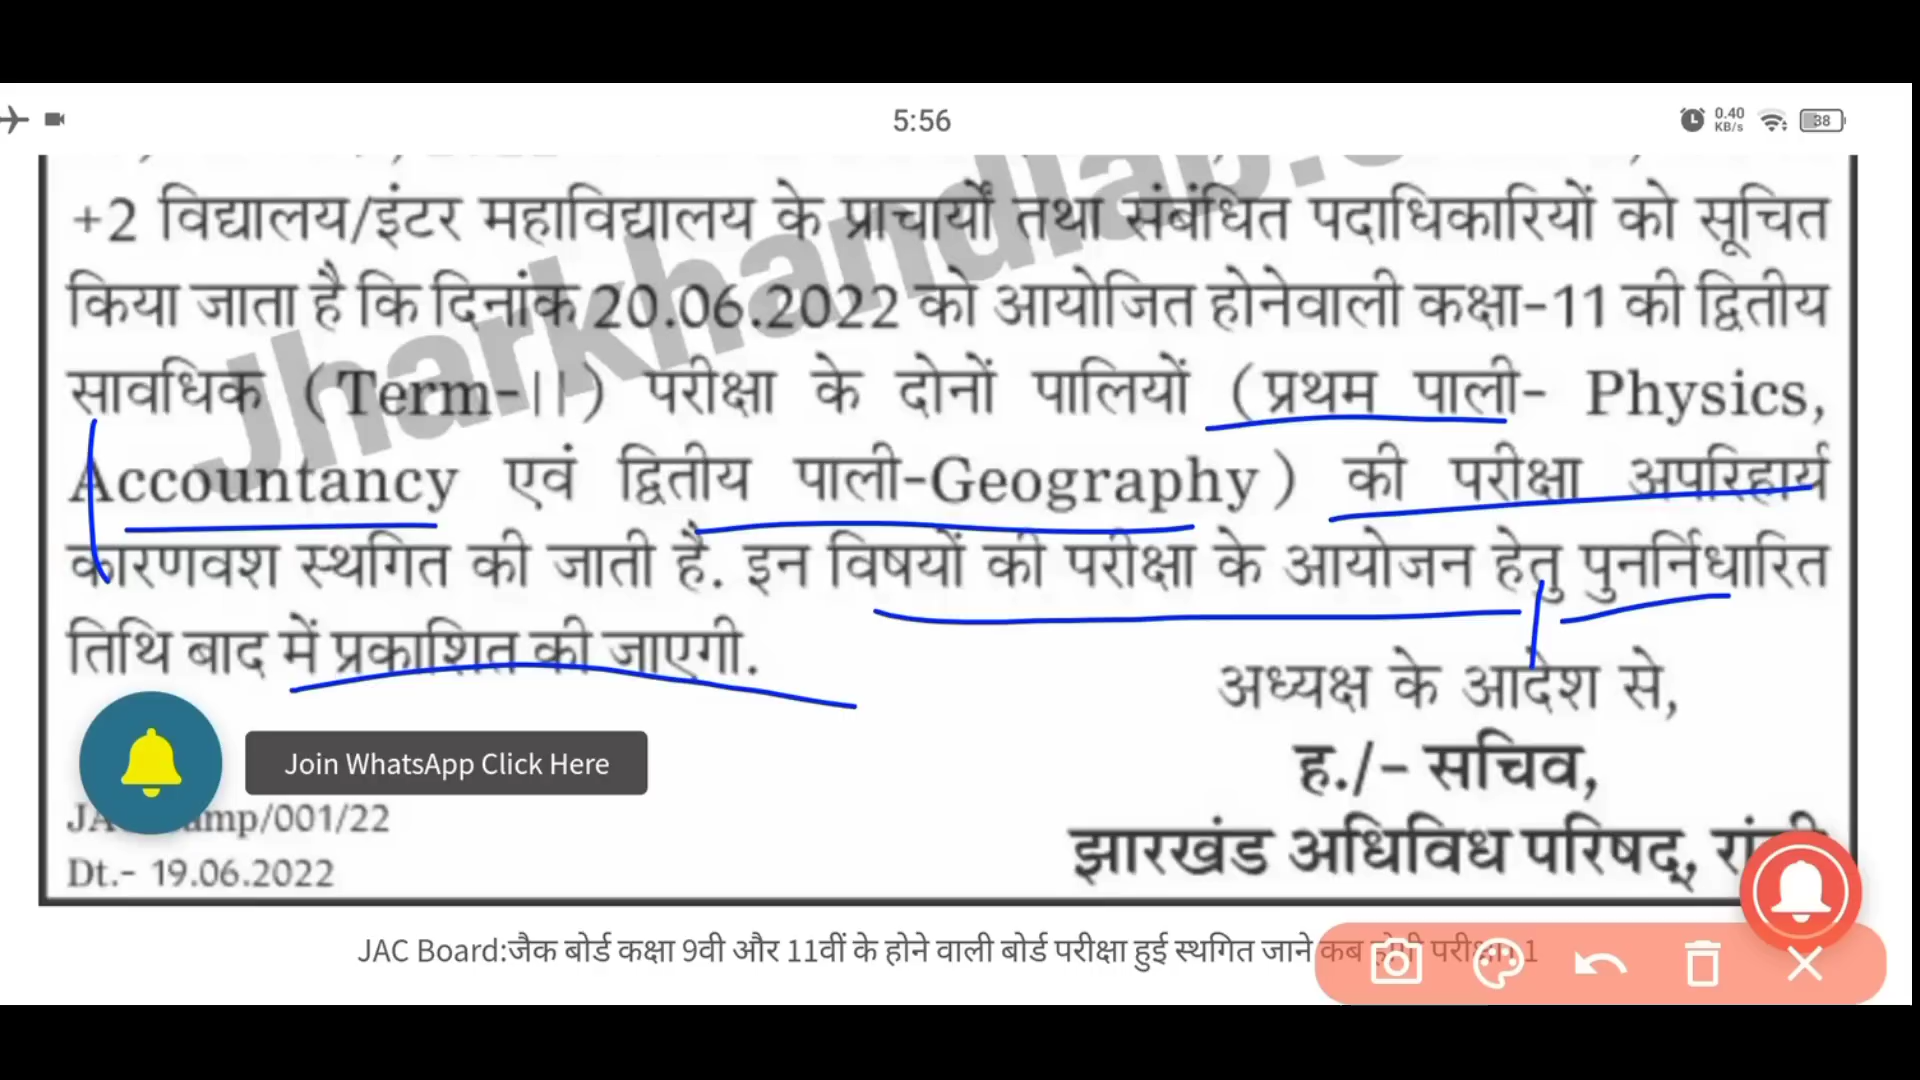 5:56
0.40
KB/s
38
+2 विद्यालय/इंटर महाविद्यालय के प्राचार्यों तथा संबंधित पदाधिकारियों को सूचित
किया जाता है कि दिनांक 20.06.2022 को आयोजित होनेवाली कक्षा-11 की द्वितीय
सावधिक (Term-II) परीक्षा के दोनों पालियों (प्रथम पाली- Physics,
Accountancy एवं द्वितीय पाली-Geography) की परीक्षा अपरिहार्य
कारणवश स्थगित की जाती है. इन विषयों की परीक्षा के आयोजन हेतु पुनर्निधारित
तिथि बाद में प्रकाशित की जाएगी.
अध्यक्ष के आदेश से,
ह./- सचिव,
Join WhatsApp Click Here
/001/22
झारखंड अधिविध परिषद्,
Dt.- 19.06.2022
JAC Board:जैक बोर्ड कक्षा 9वी और 11वीं के होने वाली बोर्ड परीक्षा हुई स्थगित जाने कब होगी परीक्षा 1